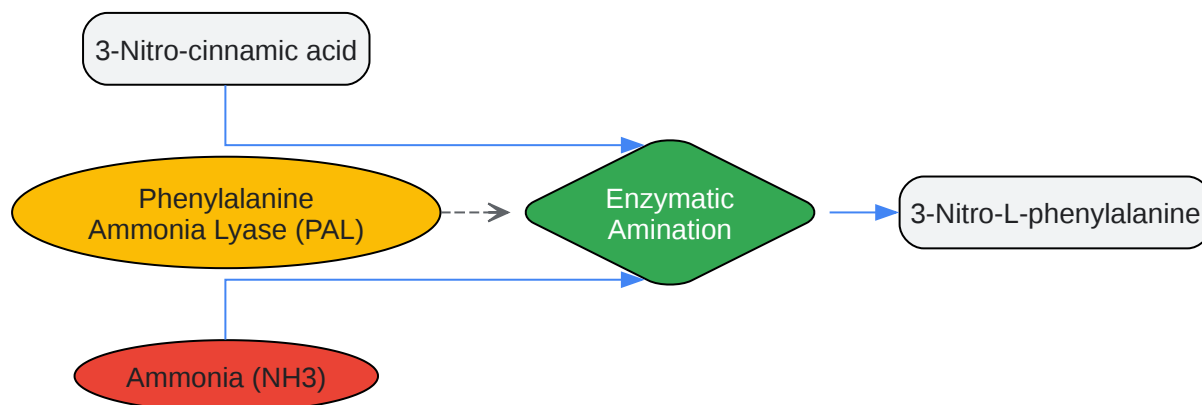 3-Nitro-cinnamic acid
Phenylalanine
Ammonia Lyase (PAL)
Enzymatic
Amination
3-Nitro-L-phenylalanine
Ammonia (NH3)